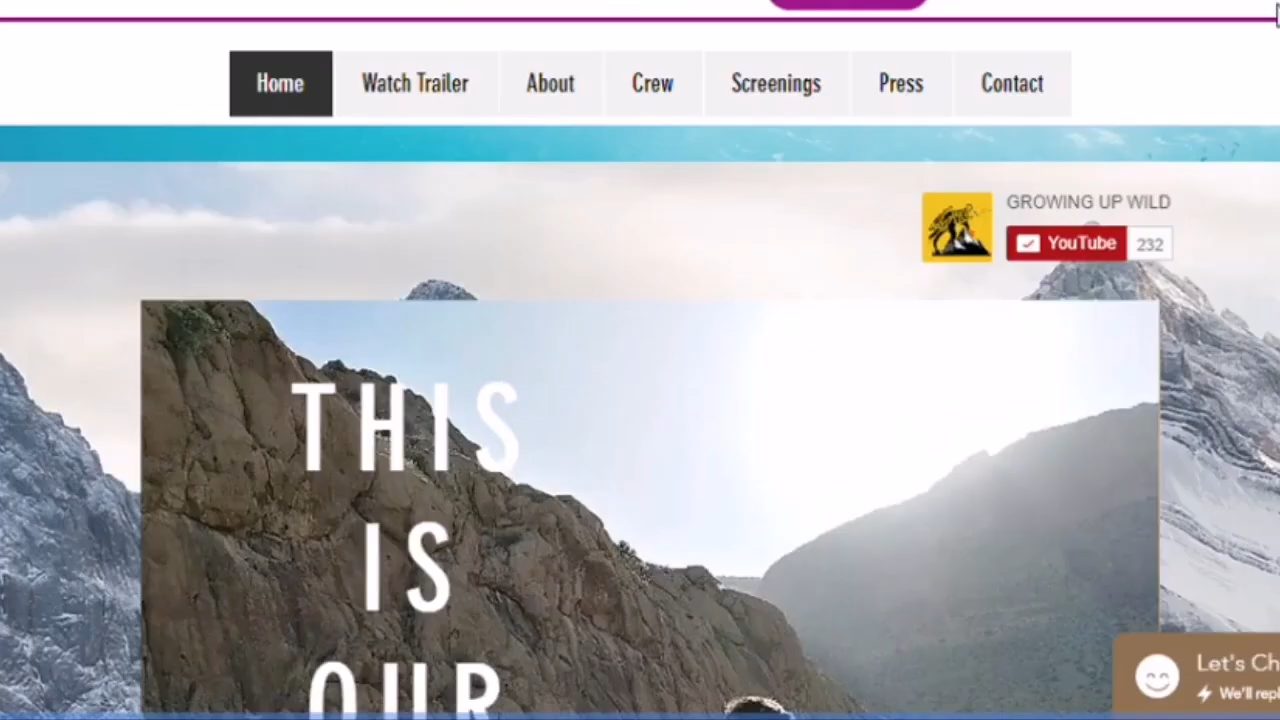 Home Watch Trailer About Crew Screenings Press Contact
GROWING UP WILD
YouTube 232
THIS
IS
OUR
Let's Ch
We'll repl